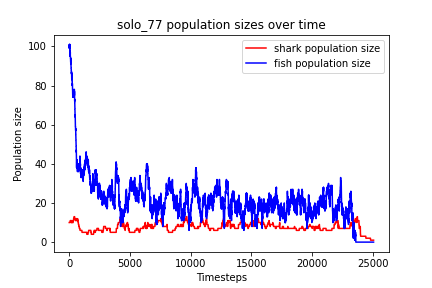 solo_77 population sizes over time
shark population size
fish population size
Population size
100
80
60
40
20
0
0
5000
10000
15000
20000
25000
Timesteps